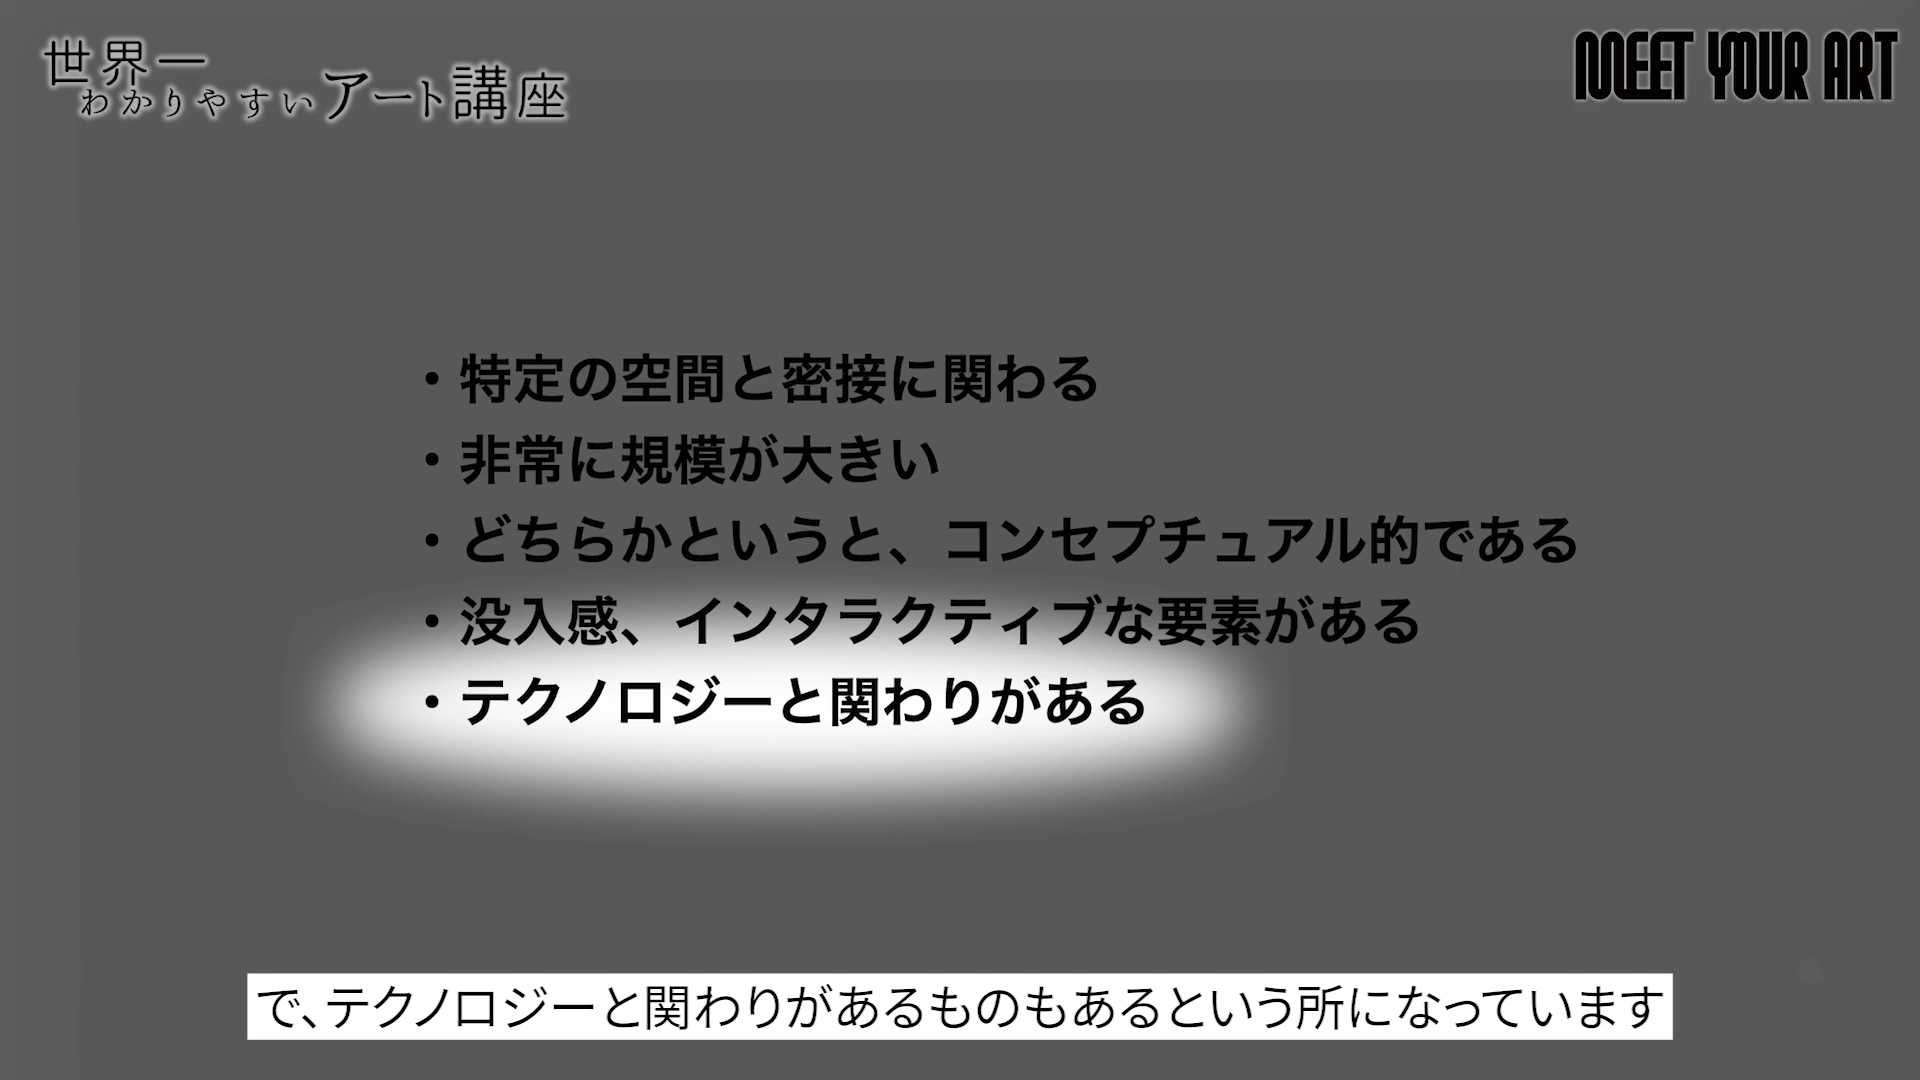 世界一
わかりやすいアート講座
MEET YOUR ART
・特定の空間と密接に関わる
・非常に規模が大きい
・どちらかというと、コンセプチュアル的である
・没入感、インタラクティブな要素がある
・テクノロジーと関わりがある
で、テクノロジーと関わりがあるものもあるという所になっています